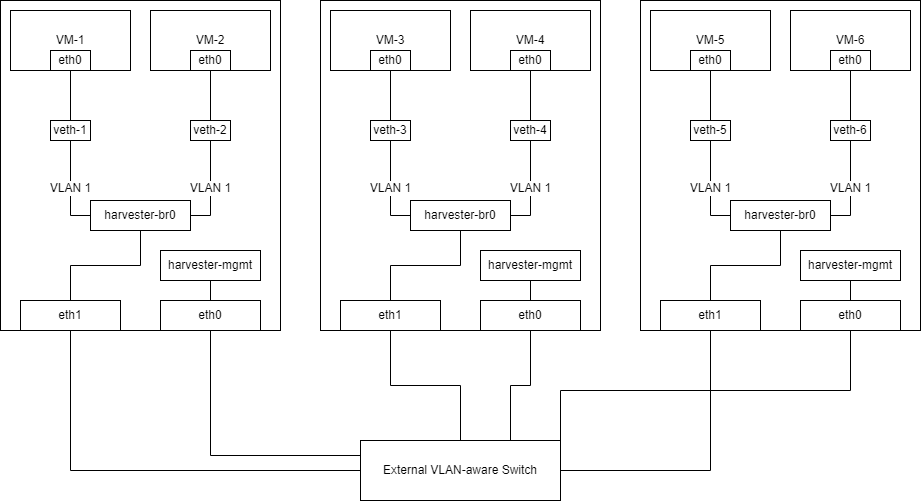 VM-1
VM-2
VM-3
VM-4
VM-5
VM-6
eth0
eth0
eth0
eth0
eth0
eth0
veth-1
veth-2
veth-3
veth-4
veth-5
veth-6
VLAN 1
VLAN 1
VLAN 1
VLAN 1
VLAN 1
VLAN 1
harvester-br0
harvester-br0
harvester-br0
harvester-mgmt
harvester-mgmt
harvester-mgmt
eth1
eth0
eth1
eth0
eth1
eth0
External VLAN-aware Switch